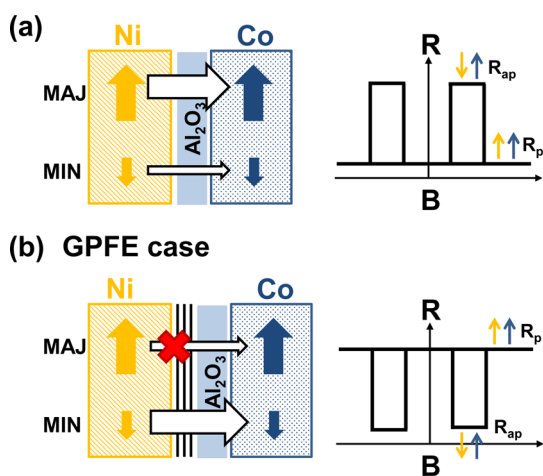 (a)
Ni
Co
MAJ
MIN
Al2O3
R
Rap
Rp
B
(b) GPFE case
Ni
Co
MAJ
MIN
Al2O3
R
Rp
Rap
B